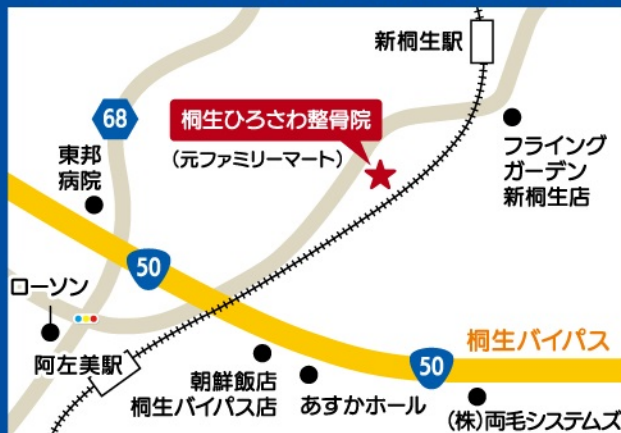 新桐生駅
68
桐生ひろさわ整骨院
(元ファミリーマート)
東邦
病院
フライング
ガーデン
新桐生店
50
ローソン
阿左美駅
朝鮮飯店
桐生バイパス店
あすかホール
50
桐生バイパス
(株)両毛システムズ